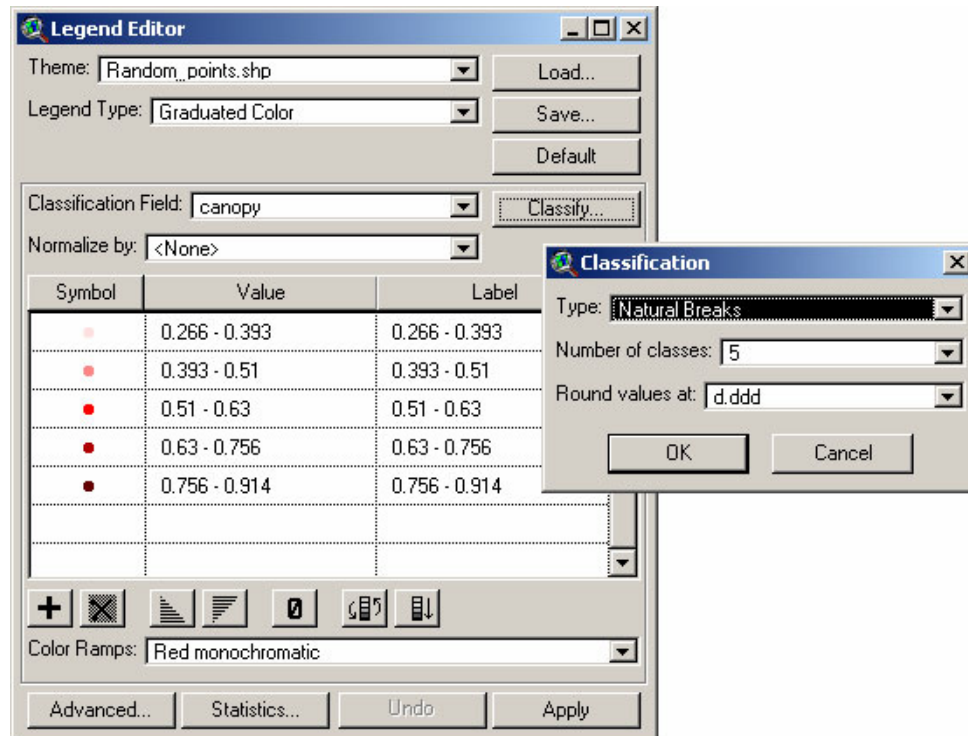 Legend Editor
Theme: Random_points.shp
Load...
Legend Type: Graduated Color
Save...
Default
Classification Field: canopy
Classify...
Normalize by: <None>
Symbol Value Label
0.266 - 0.393 0.266 - 0.393
0.393 - 0.51 0.393 - 0.51
0.51 - 0.63 0.51 - 0.63
0.63 - 0.756 0.63 - 0.756
0.756 - 0.914 0.756 - 0.914
0
Color Ramps: Red monochromatic
Advanced... Statistics... Undo Apply
Classification
Type: Natural Breaks
Number of classes: 5
Round values at: d.ddd
OK Cancel